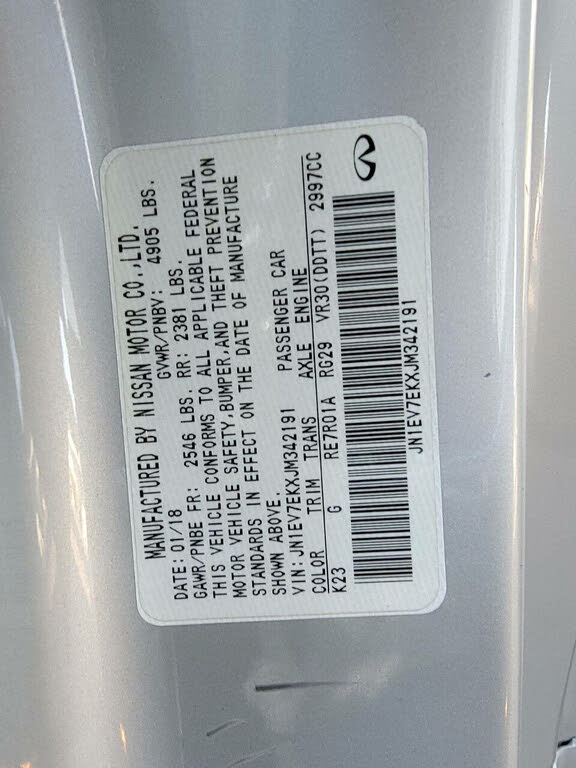 MANUFACTURED BY NISSAN MOTOR CO.,LTD.
DATE: 01/18 GVWR/PNBV: 4905 LBS.
GAWR/PNBE FR: 2546 LBS. RR: 2381 LBS.
THIS VEHICLE CONFORMS TO ALL APPLICABLE FEDERAL
MOTOR VEHICLE SAFETY,BUMPER,AND THEFT PREVENTION
STANDARDS IN EFFECT ON THE DATE OF MANUFACTURE
SHOWN ABOVE.
VIN: JN1EV7EKXJM342191 PASSENGER CAR
COLOR TRIM TRANS AXLE ENGINE
K23 G RE7R01A RG29 VR30(DDTT) 2997CC
JN1EV7EKXJM342191